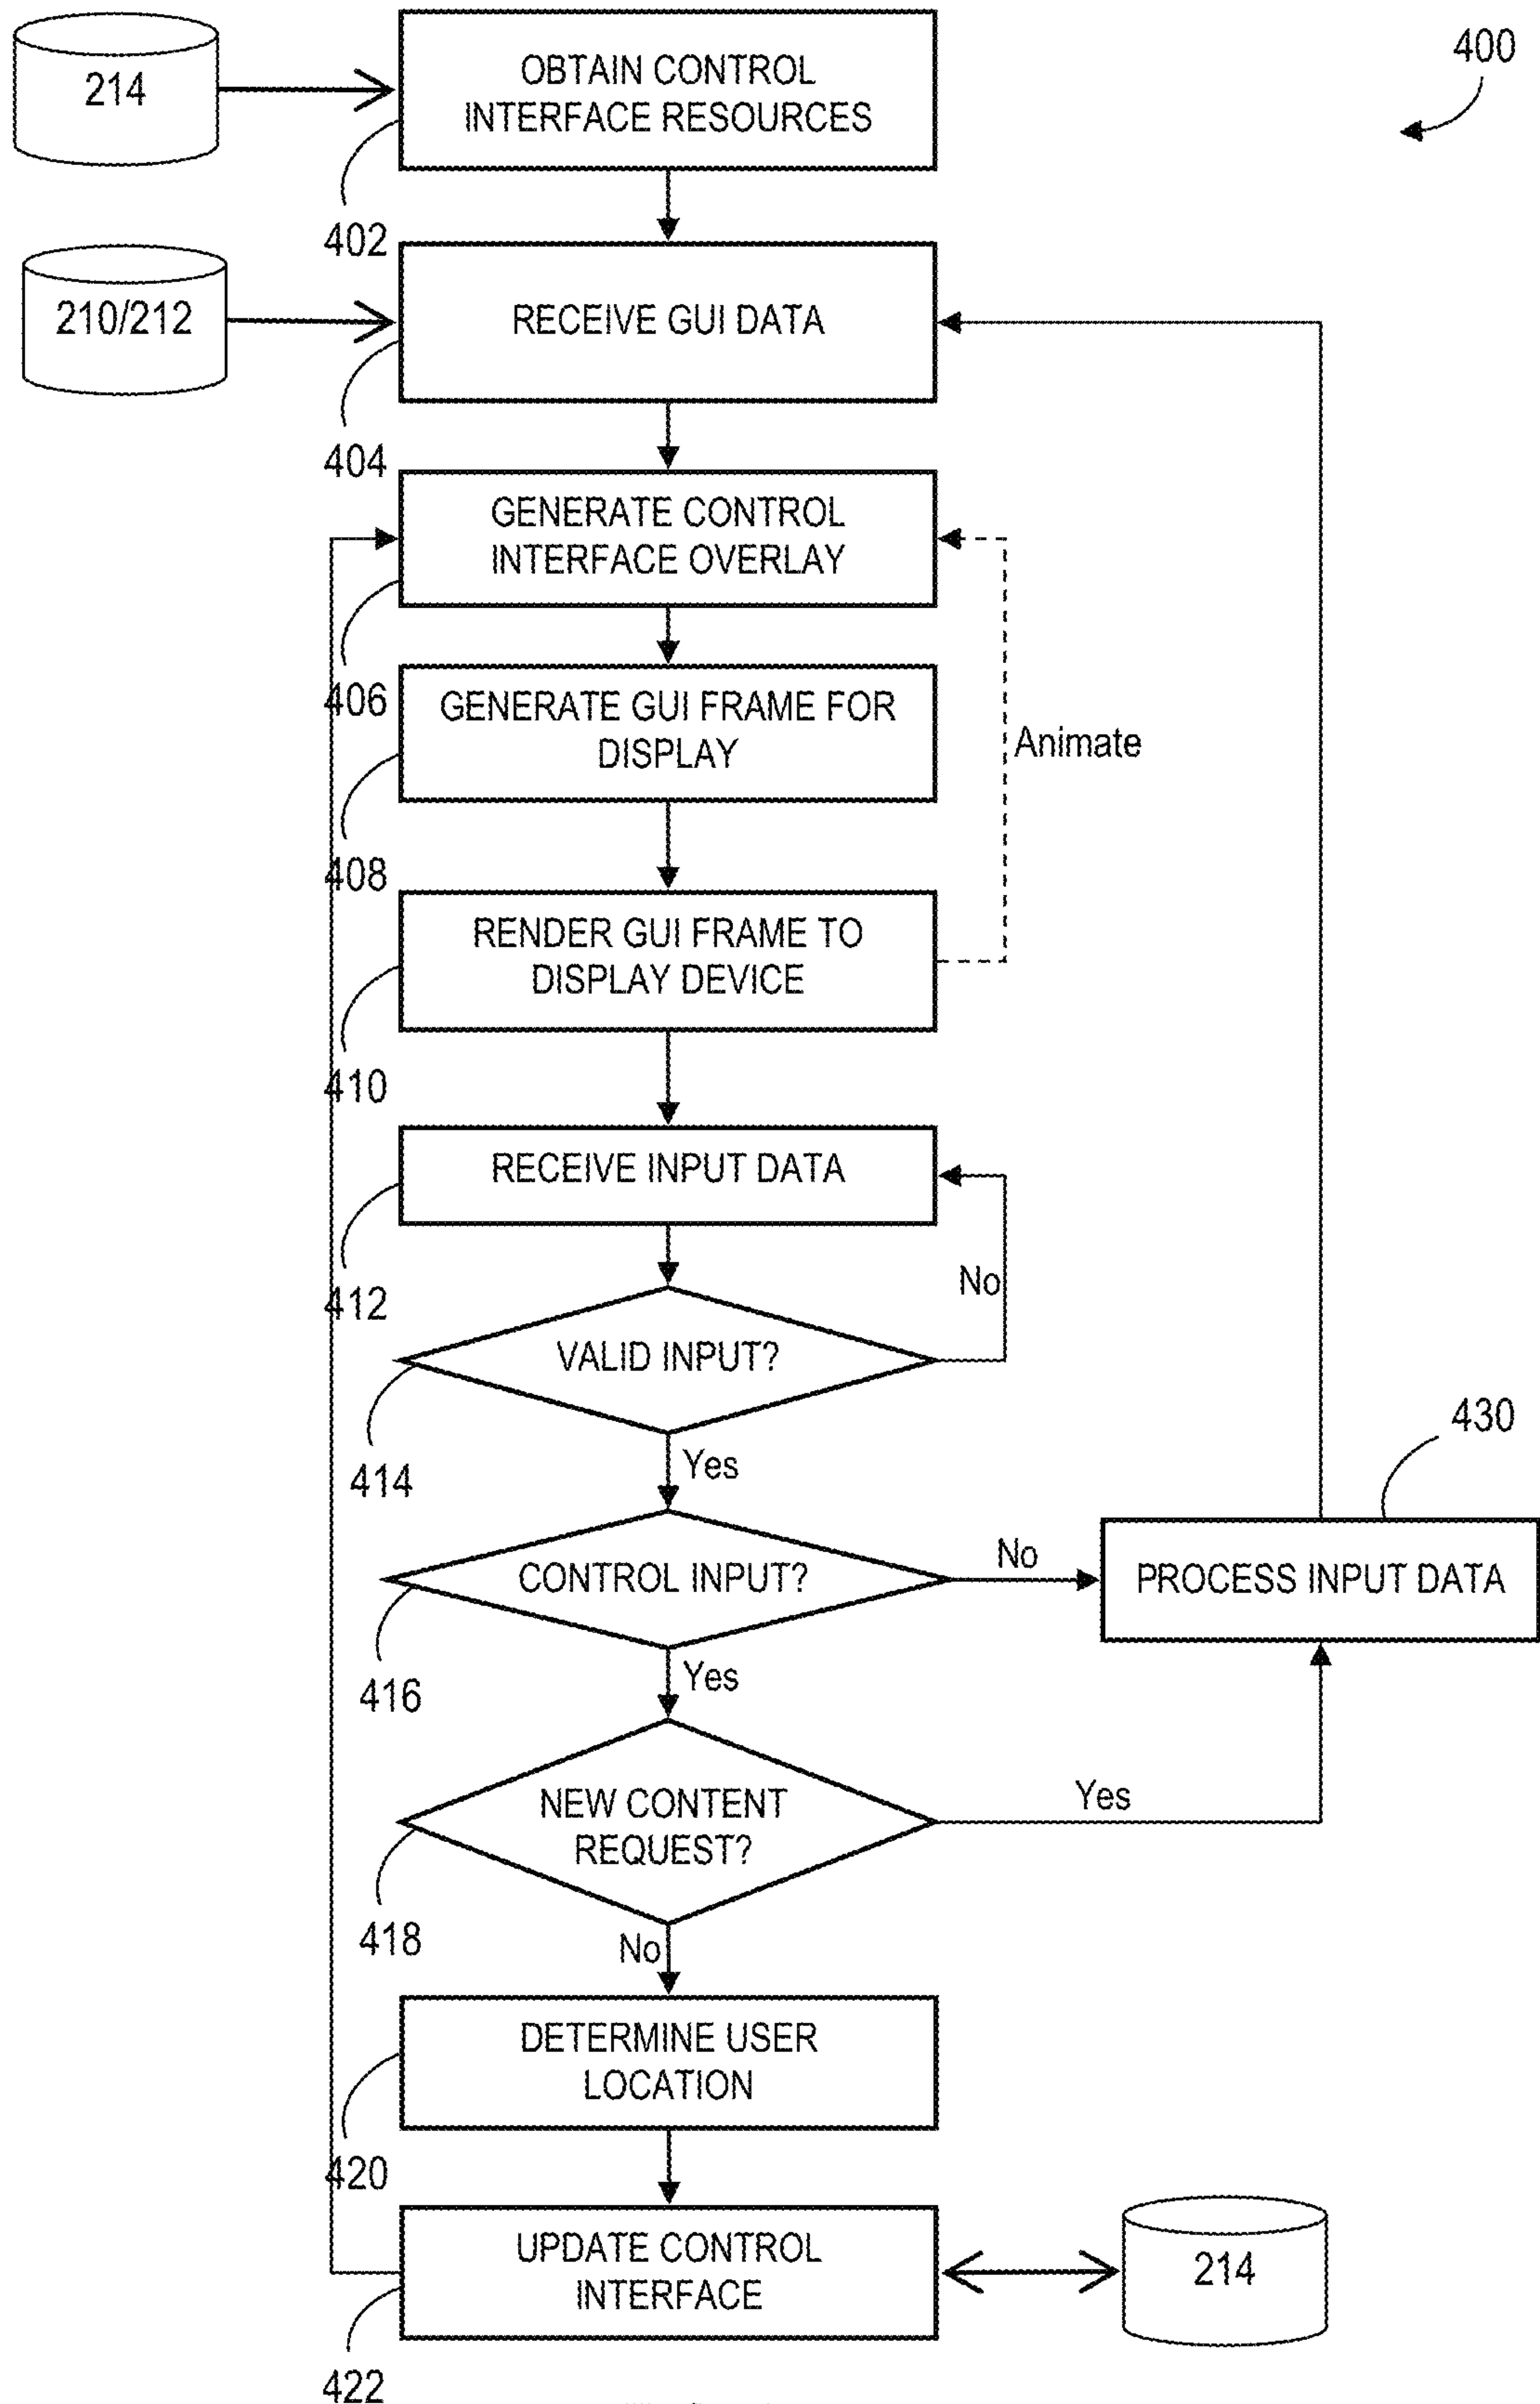 214
OBTAIN CONTROL
INTERFACE RESOURCES
400
402
210/212
RECEIVE GUI DATA
404
GENERATE CONTROL
INTERFACE OVERLAY
406
GENERATE GUI FRAME FOR
DISPLAY
Animate
408
RENDER GUI FRAME TO
DISPLAY DEVICE
410
RECEIVE INPUT DATA
412
No
VALID INPUT?
414
Yes
430
CONTROL INPUT?
No
PROCESS INPUT DATA
416
Yes
NEW CONTENT
REQUEST?
Yes
418
No
DETERMINE USER
LOCATION
420
UPDATE CONTROL
INTERFACE
214
422